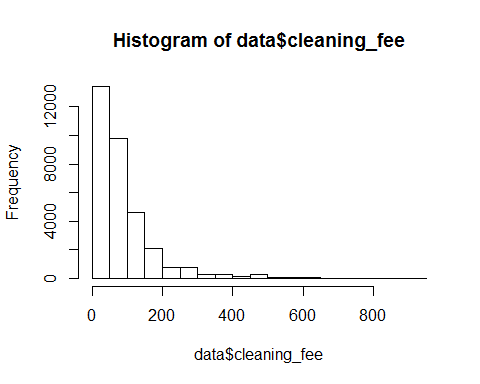 Histogram of data$cleaning_fee
Frequency
12000
8000
4000
0
0 200 400 600 800
data$cleaning_fee